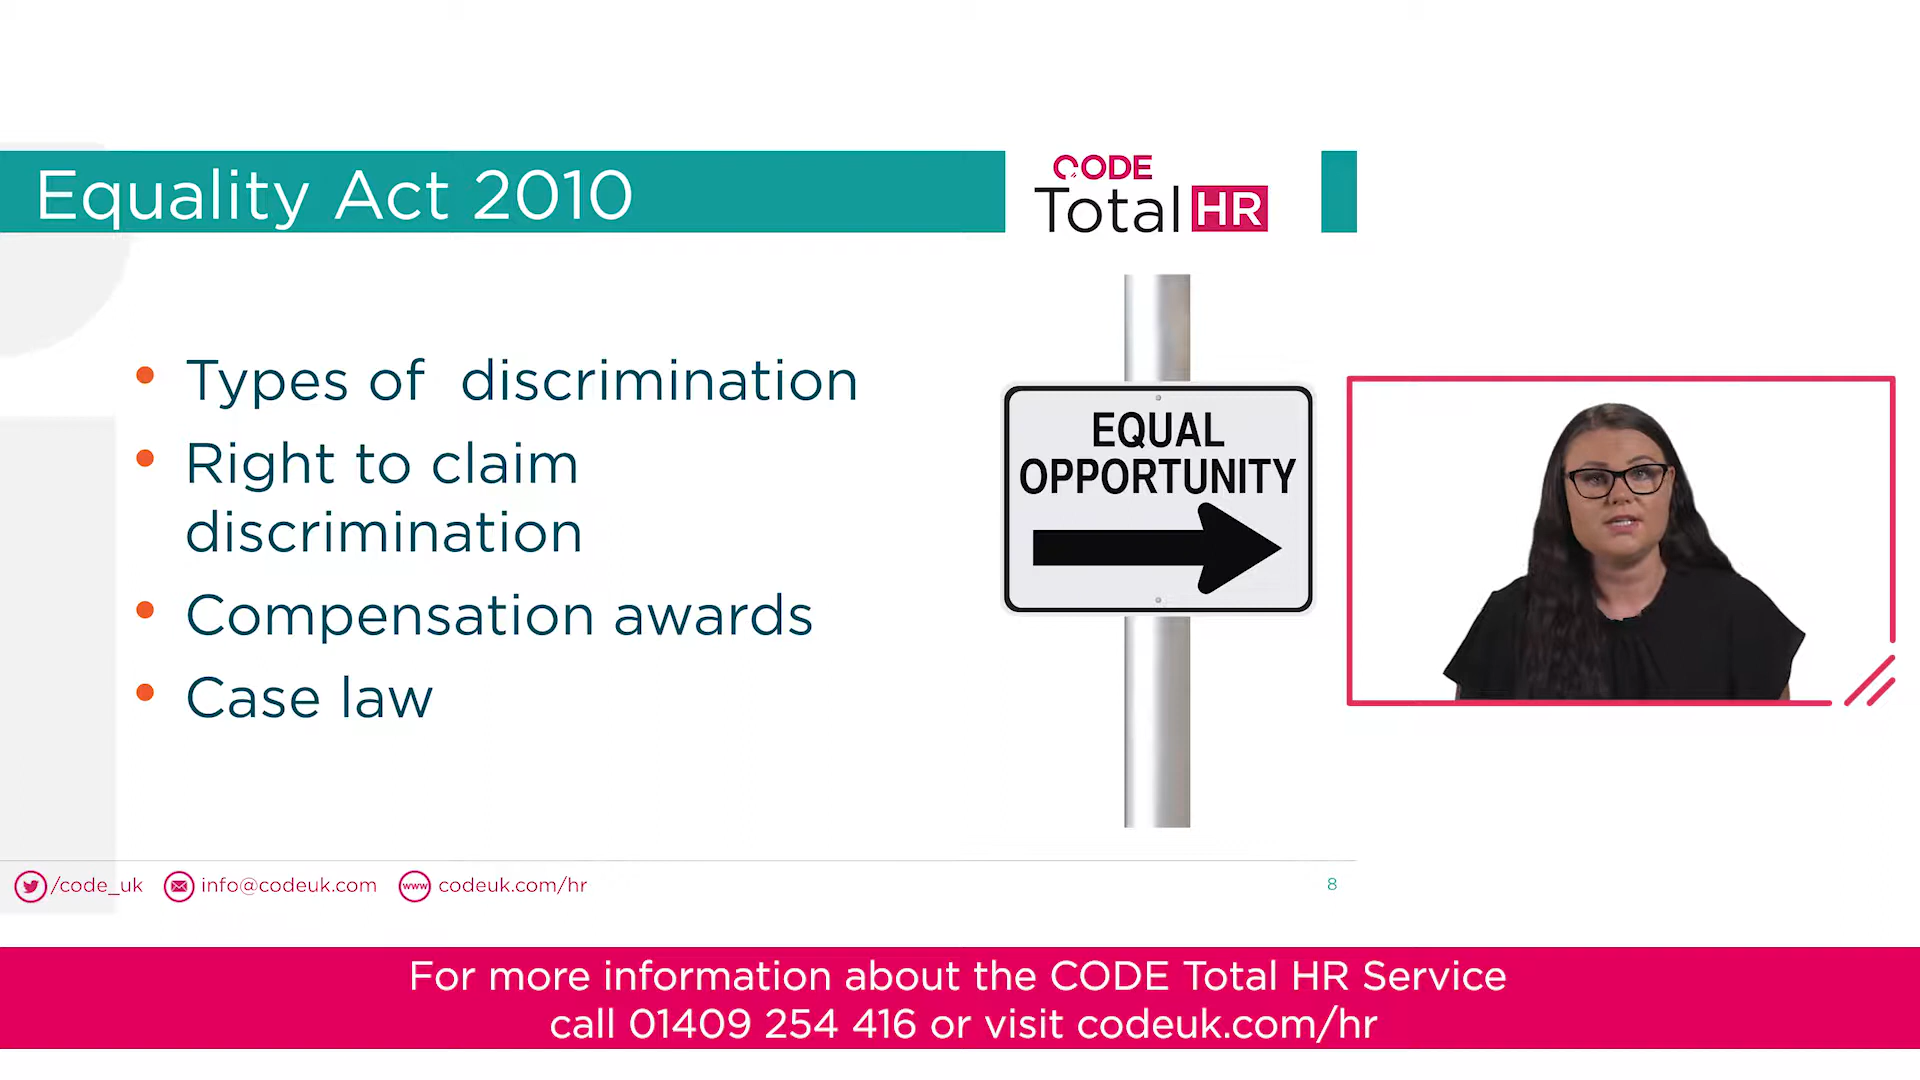 Equality Act 2010
CODE
Total HR
EQUAL
OPPORTUNITY
• Types of discrimination
• Right to claim
discrimination
• Compensation awards
• Case law
/code_uk info@codeuk.com www codeuk.com/hr
8
For more information about the CODE Total HR Service
call 01409 254 416 or visit codeuk.com/hr